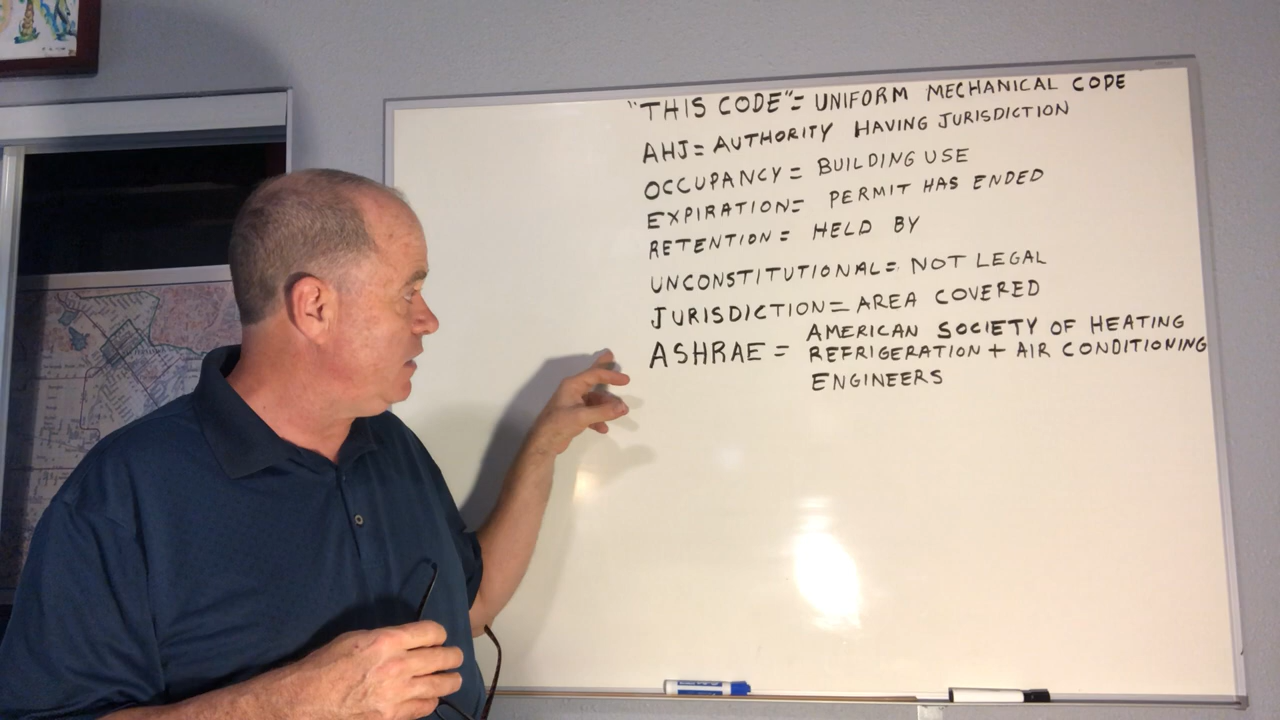 "THIS CODE"= UNIFORM MECHANICAL CODE
AHJ= AUTHORITY HAVING JURISDICTION
OCCUPANCY= BUILDING USE
EXPIRATION= PERMIT HAS ENDED
RETENTION= HELD BY
UNCONSTITUTIONAL= NOT LEGAL
JURISDICTION= AREA COVERED
ASHRAE= AMERICAN SOCIETY OF HEATING
REFRIGERATION + AIR CONDITIONING
ENGINEERS